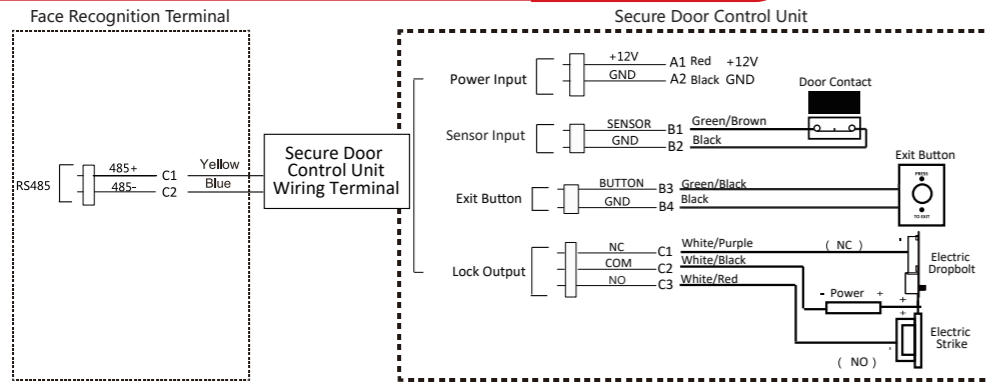 Face Recognition Terminal
Secure Door Control Unit
RS485
485+ C1 Yellow
485- C2 Blue
Secure Door
Control Unit
Wiring Terminal
Power Input
+12V A1 Red +12V
GND A2 Black GND
Door Contact
Sensor Input
SENSOR B1 Green/Brown
GND B2 Black
Exit Button
Exit Button
BUTTON B3 Green/Black
GND B4 Black
PRESS
TO EXIT
Lock Output
NC C1 White/Purple ( NC )
COM C2 White/Black
NO C3 White/Red
Electric
Dropbolt
- Power + +
- +
Electric
Strike
( NO )